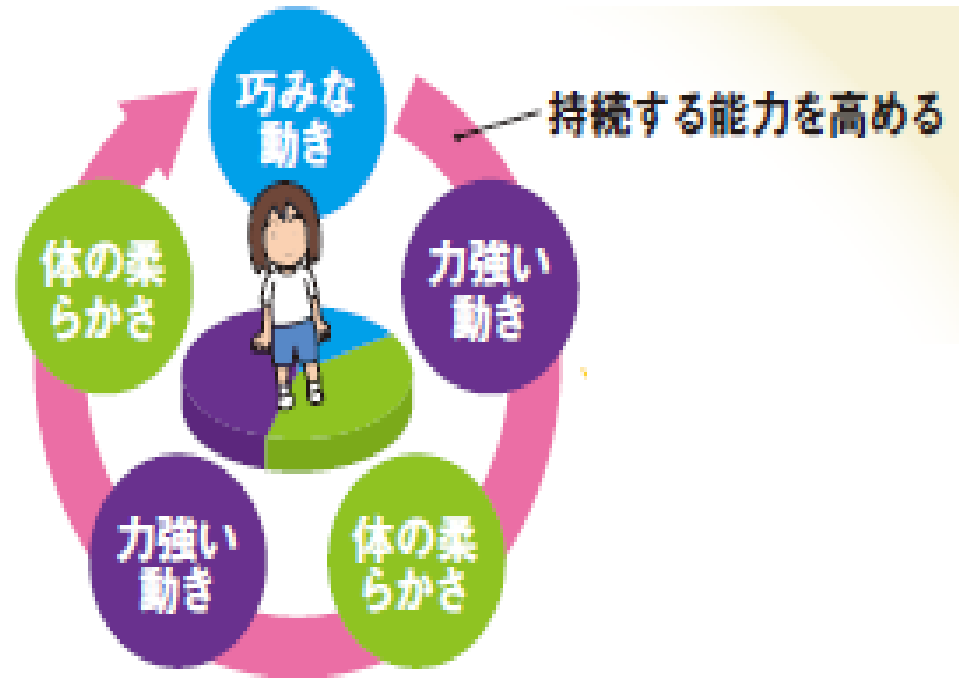 巧みな
動き
持続する能力を高める
力強い
動き
体の柔
らかさ
力強い
動き
体の柔
らかさ